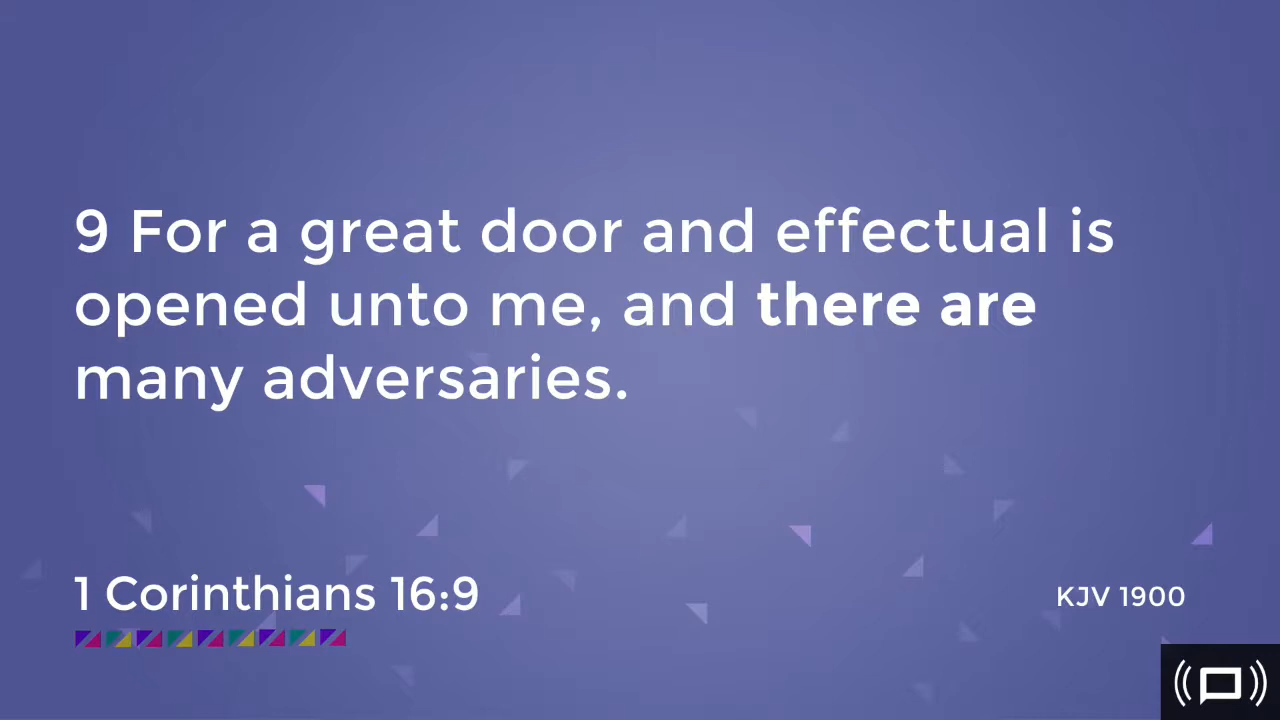 9 For a great door and effectual is
opened unto me, and there are
many adversaries.
1 Corinthians 16:9
KJV 1900